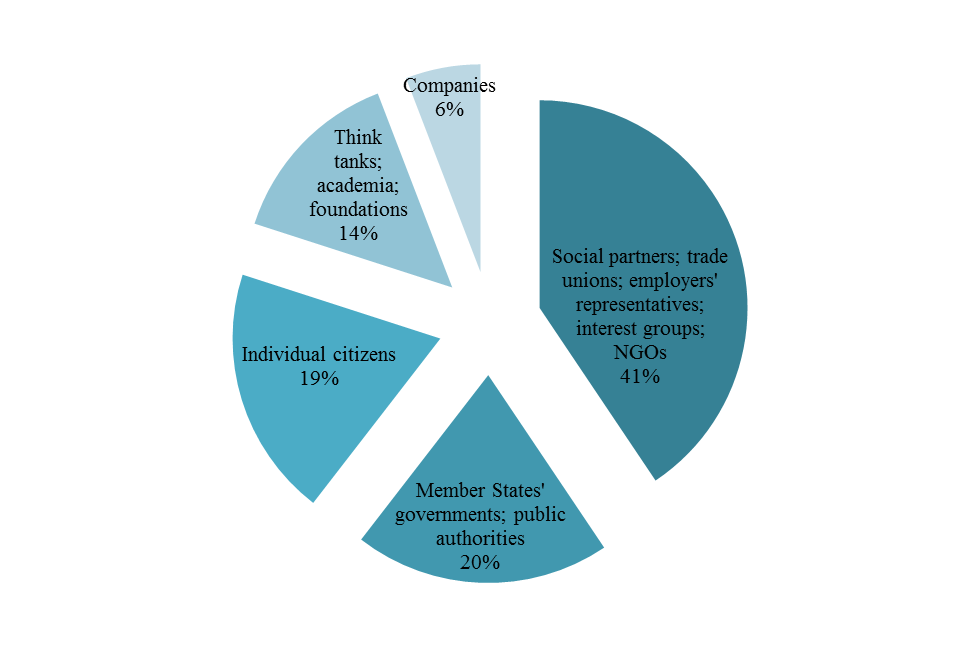 Companies
6%
Think
tanks;
academia;
foundations
14%
Social partners; trade
unions; employers'
representatives;
interest groups;
NGOs
41%
Individual citizens
19%
Member States'
governments; public
authorities
20%